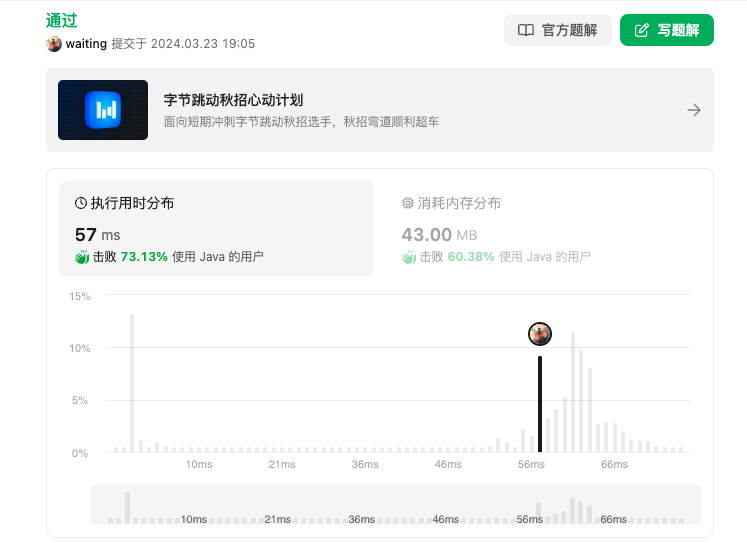 通过
waiting 提交于 2024.03.23 19:05
官方题解
写题解
字节跳动秋招心动计划
面向短期冲刺字节跳动秋招选手，秋招弯道顺利超车
执行用时分布
57 ms
击败 73.13% 使用 Java 的用户
消耗内存分布
43.00 MB
击败 60.38% 使用 Java 的用户
15%
10%
5%
0%
10ms 21ms 36ms 46ms 56ms 66ms
10ms 21ms 36ms 46ms 56ms 66ms